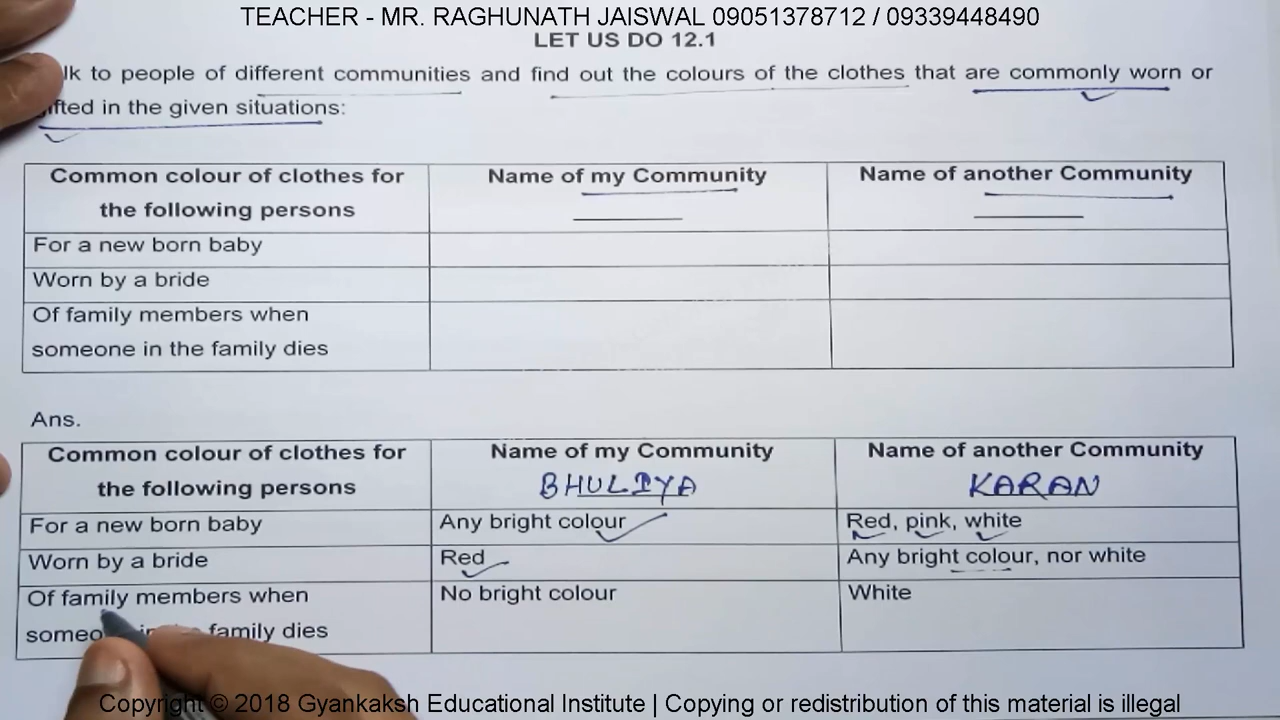 TEACHER - MR. RAGHUNATH JAISWAL 09051378712 / 09339448490
LET US DO 12.1
to people of different communities and find out the colours of the clothes that are commonly worn or
in the given situations:
Common colour of clothes for the following persons
Name of my Community
Name of another Community
For a new born baby
Worn by a bride
Of family members when
someone in the family dies
Ans.
Common colour of clothes for the following persons
Name of my Community
BHULIYA
Name of another Community
KARAN
For a new born baby
Any bright colour
Red, pink, white
Worn by a bride
Red
Any bright colour, nor white
Of family members when
No bright colour
White
family dies
Copyright © 2018 Gyankaksh Educational Institute | Copying or redistribution of this material is illegal